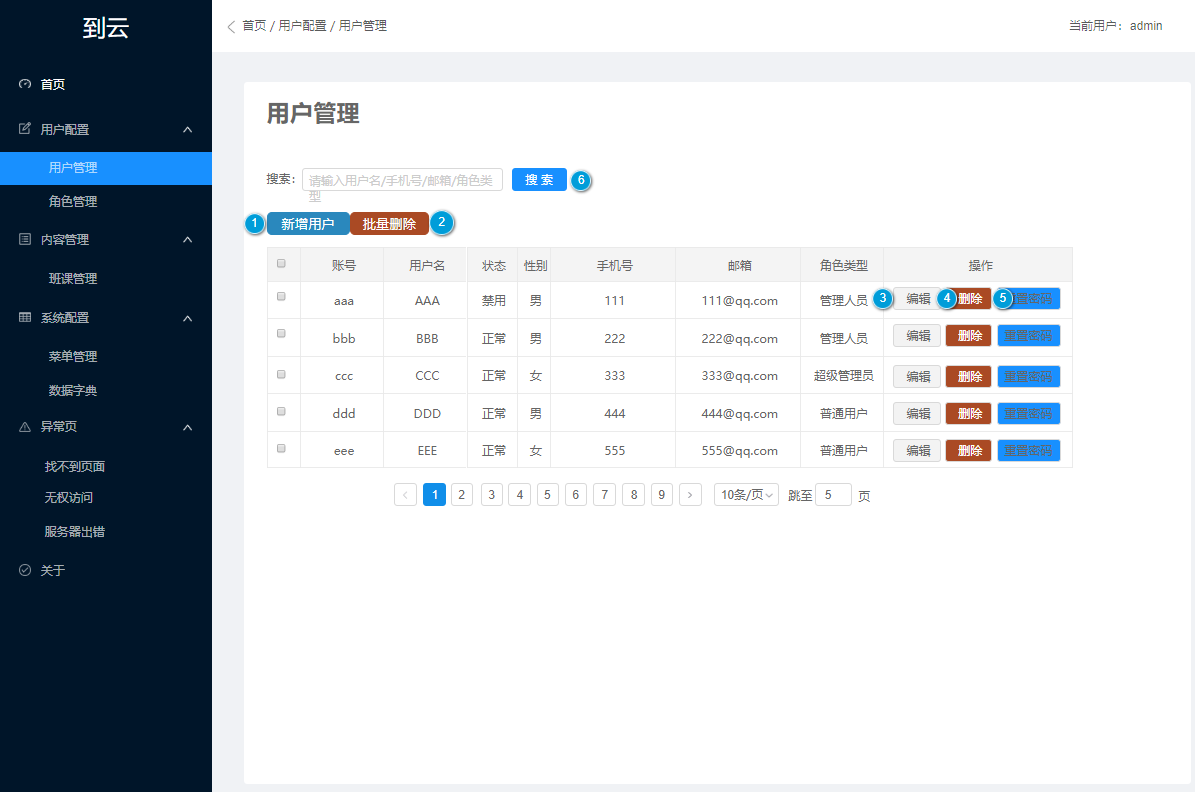 到云
首页
用户配置
用户管理
角色管理
内容管理
班课管理
系统配置
菜单管理
数据字典
异常页
找不到页面
无权访问
服务器出错
关于
首页 / 用户配置 / 用户管理
当前用户： admin
用户管理
搜索： 请输入用户名/手机号/邮箱/角色类型 搜 索 6
1 新增用户 批量删除 2
账号 用户名 状态 性别 手机号 邮箱 角色类型 操作
aaa AAA 禁用 男 111 111@qq.com 管理人员 3 编辑 4 删除 5 重置密码
bbb BBB 正常 男 222 222@qq.com 管理人员 编辑 删除 重置密码
ccc CCC 正常 女 333 333@qq.com 超级管理员 编辑 删除 重置密码
ddd DDD 正常 男 444 444@qq.com 普通用户 编辑 删除 重置密码
eee EEE 正常 女 555 555@qq.com 普通用户 编辑 删除 重置密码
1 2 3 4 5 6 7 8 9 10条/页 跳至 5 页